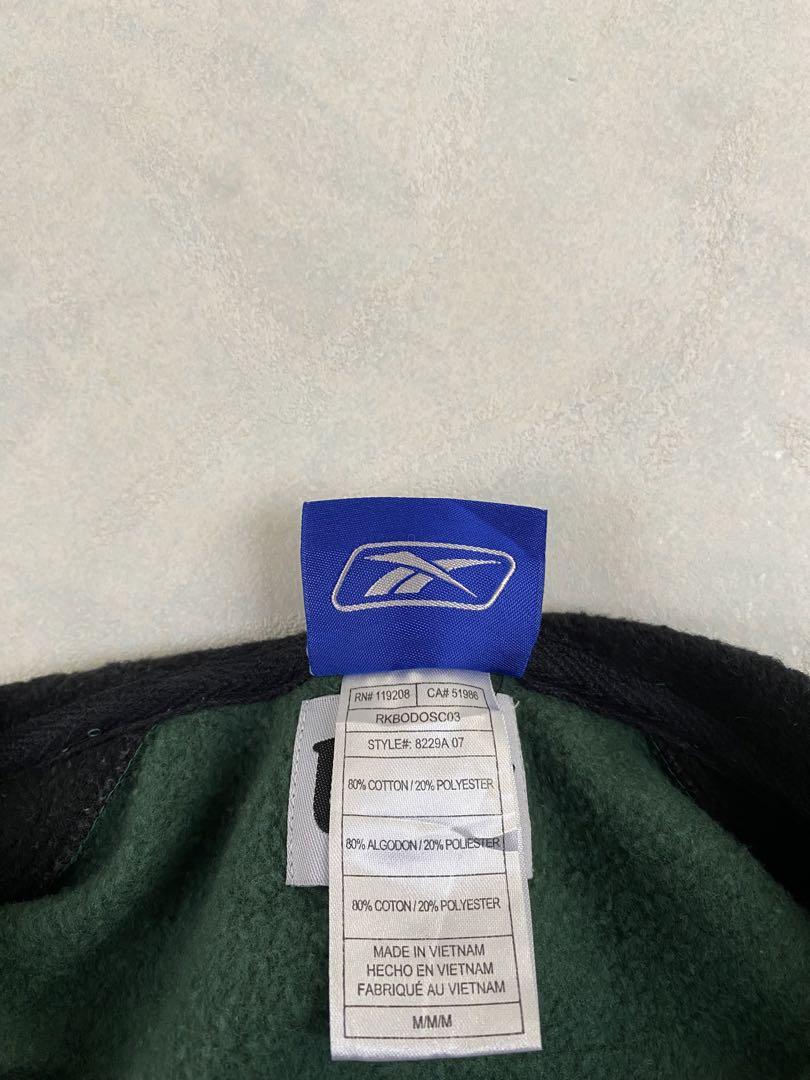 RN# 119208 CA# 51986
RKBODOSC03
STYLE#: 8229A 07
80% COTTON / 20% POLYESTER
80% ALGODON / 20% POLIESTER
80% COTON / 20% POLYESTER
MADE IN VIETNAM
HECHO EN VIETNAM
FABRIQUÉ AU VIETNAM
M/M/M